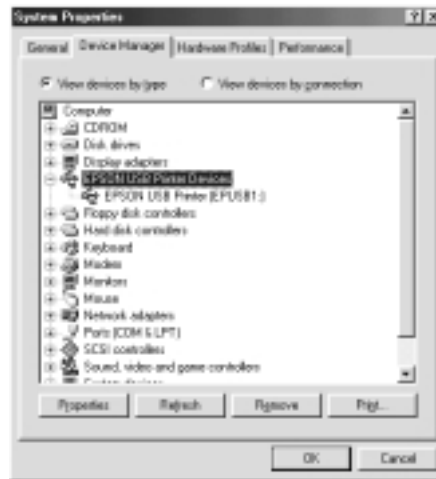 System Properties
General Device Manager Hardware Profiles Performance
View devices by type View devices by connection
Computer
CDROM
Disk drives
Display adapters
EPSON USB Printer Devices
EPSON USB Printer (EPUSB1:)
Floppy disk controllers
Hard disk controllers
Keyboard
Modem
Monitors
Mouse
Network adapters
Ports (COM & LPT)
SCSI controllers
Sound, video and game controllers
System devices
Properties Refresh Remove Print...
OK Cancel